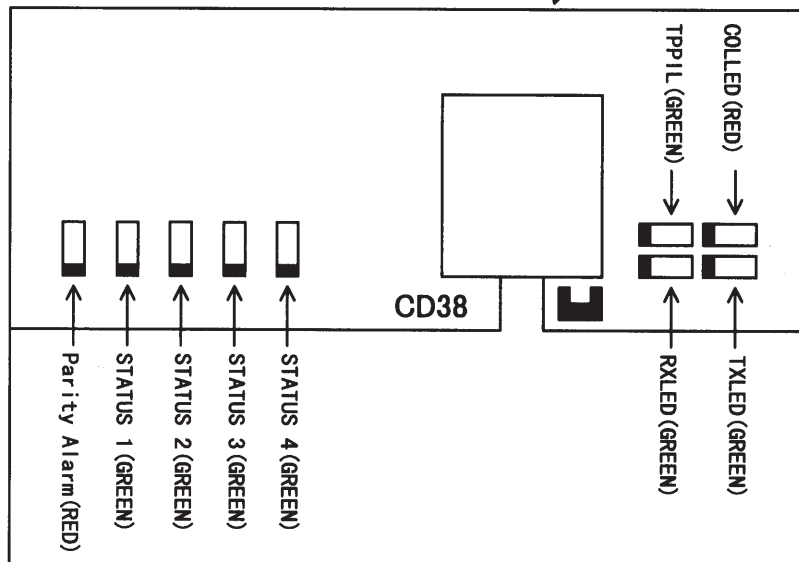 TPPIL(GREEN)
COLLED(RED)
CD38
Parity Alarm(RED)
STATUS 1(GREEN)
STATUS 2(GREEN)
STATUS 3(GREEN)
STATUS 4(GREEN)
RXLED(GREEN)
TXLED(GREEN)